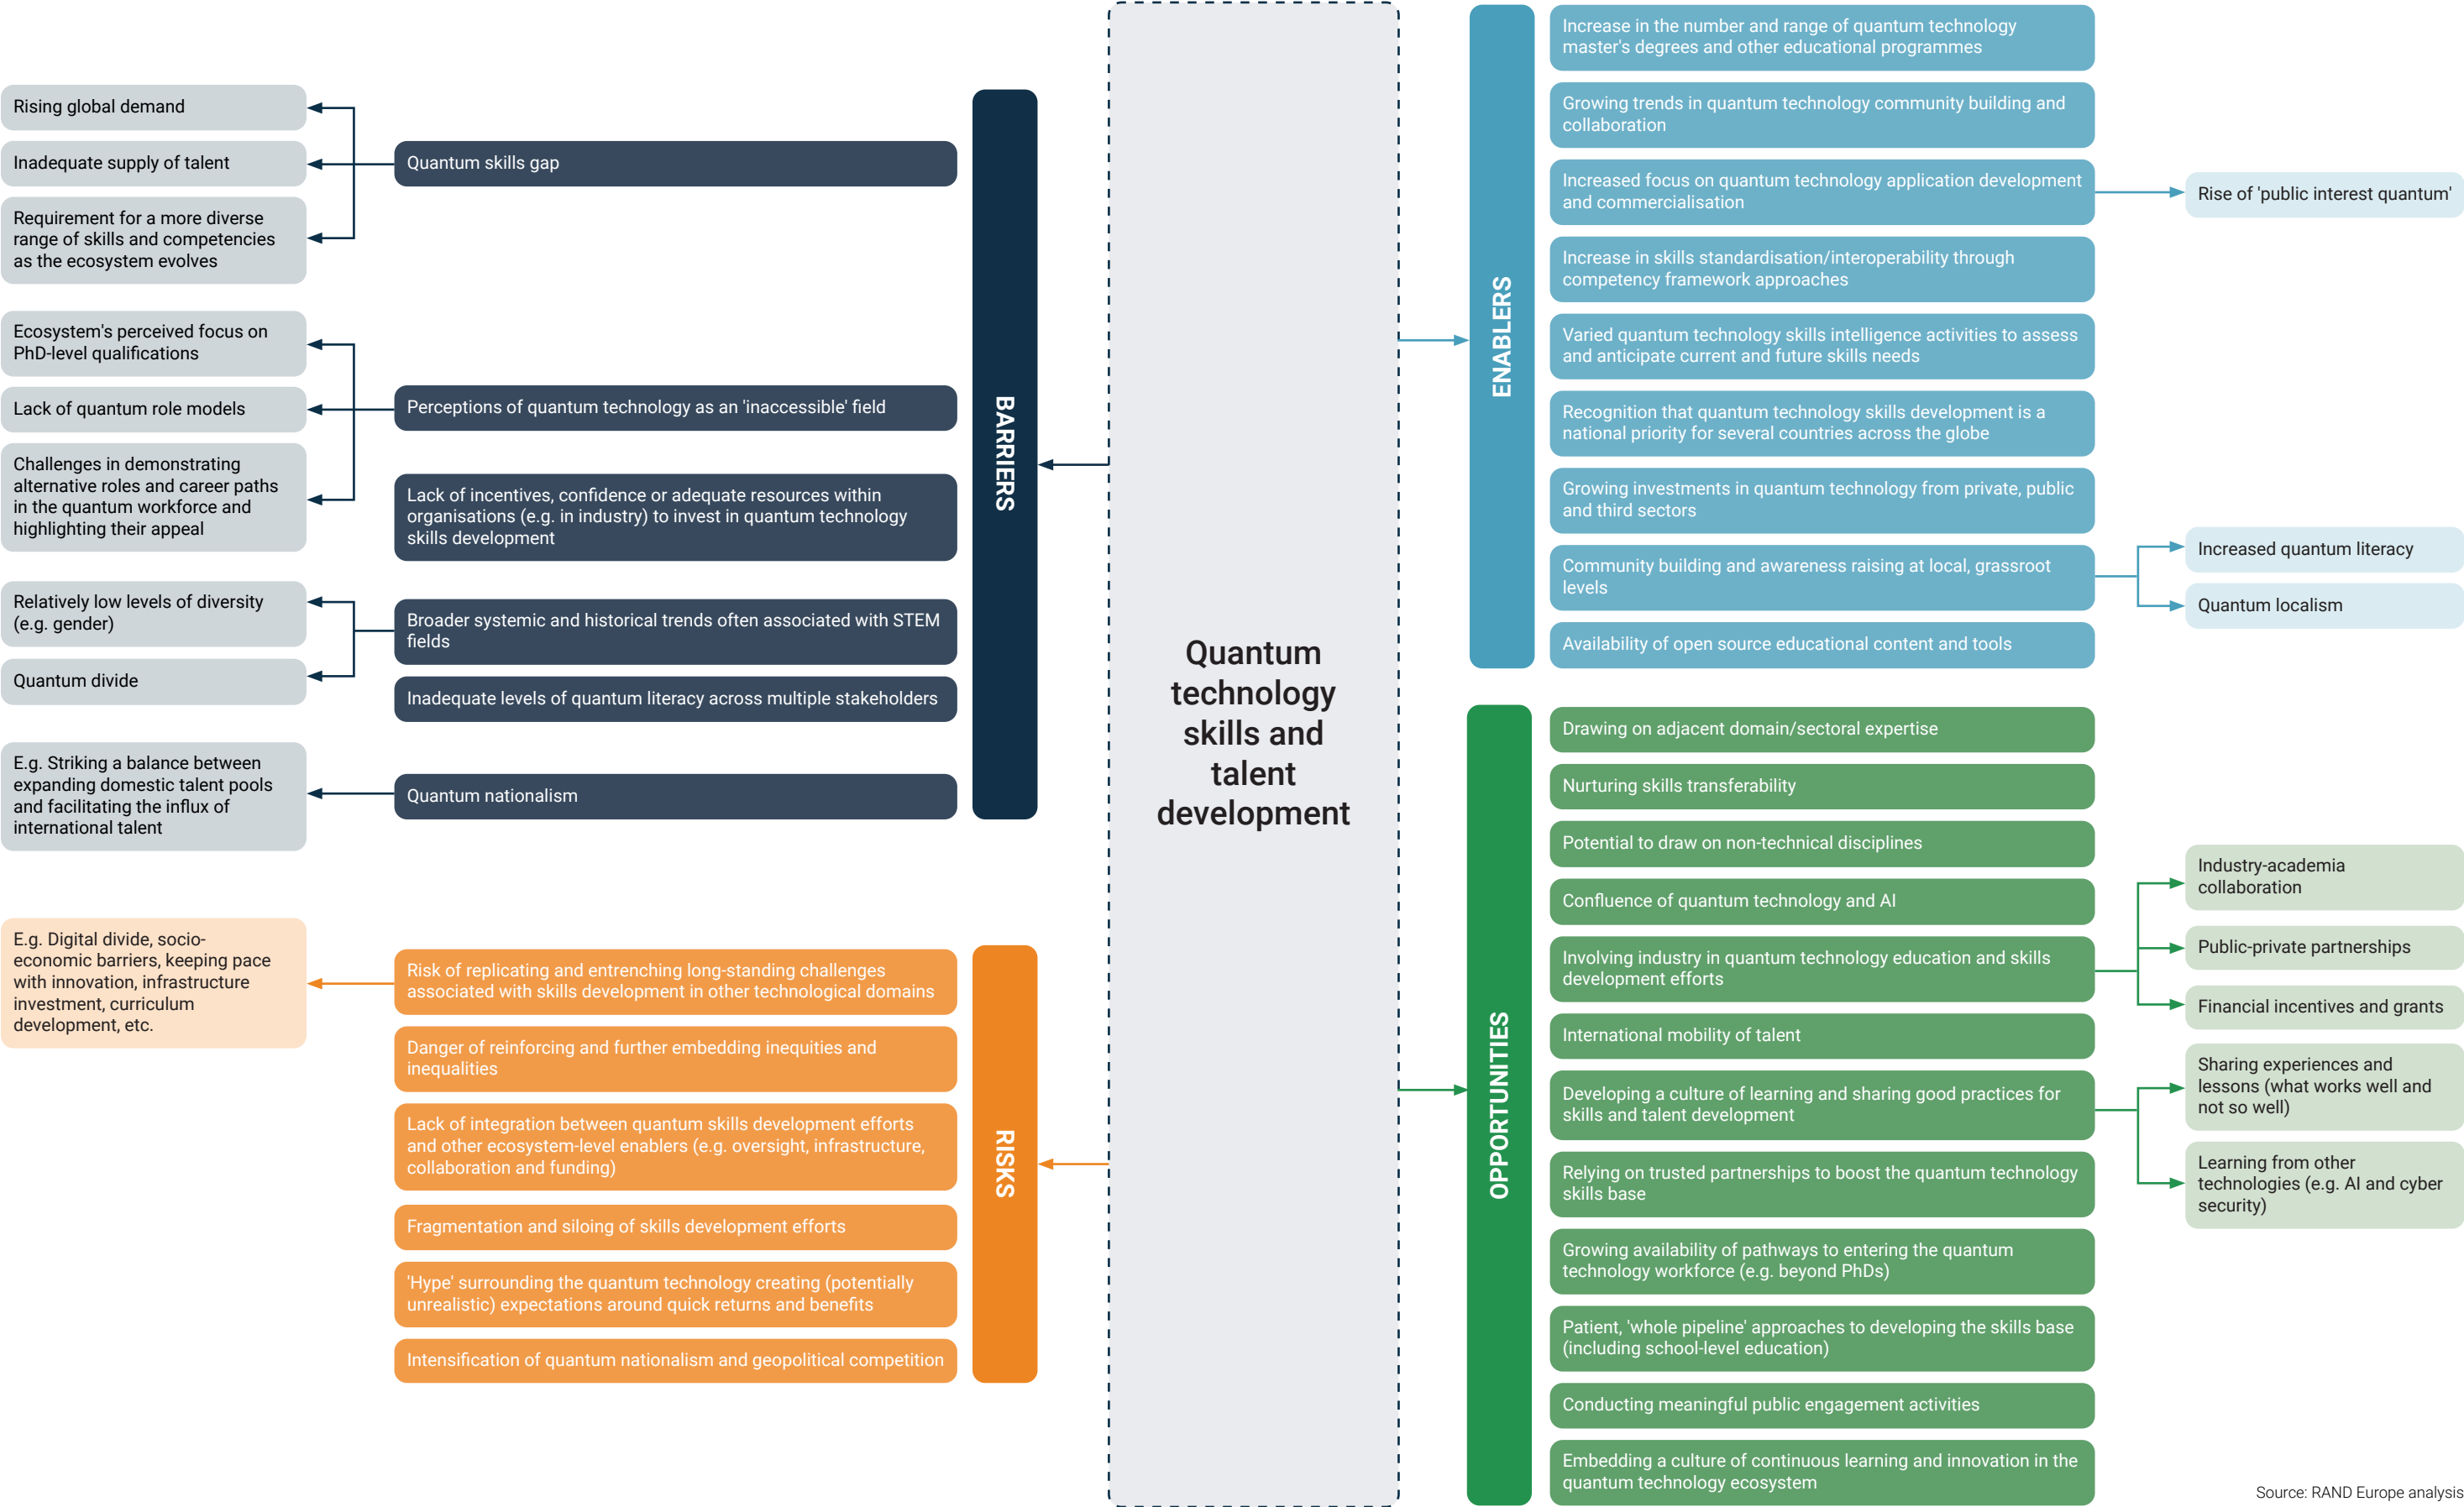 Rising global demand
Inadequate supply of talent
Requirement for a more diverse
range of skills and competencies
as the ecosystem evolves
Quantum skills gap
Ecosystem's perceived focus on
PhD-level qualifications
Lack of quantum role models
Challenges in demonstrating
alternative roles and career paths
in the quantum workforce and
highlighting their appeal
Perceptions of quantum technology as an 'inaccessible' field
Lack of incentives, confidence or adequate resources within
organisations (e.g. in industry) to invest in quantum technology
skills development
Relatively low levels of diversity
(e.g. gender)
Quantum divide
Broader systemic and historical trends often associated with STEM
fields
Inadequate levels of quantum literacy across multiple stakeholders
E.g. Striking a balance between
expanding domestic talent pools
and facilitating the influx of
international talent
Quantum nationalism
BARRIERS
E.g. Digital divide, socio-
economic barriers, keeping pace
with innovation, infrastructure
investment, curriculum
development, etc.
Risk of replicating and entrenching long-standing challenges
associated with skills development in other technological domains
Danger of reinforcing and further embedding inequities and
inequalities
Lack of integration between quantum skills development efforts
and other ecosystem-level enablers (e.g. oversight, infrastructure,
collaboration and funding)
Fragmentation and siloing of skills development efforts
'Hype' surrounding the quantum technology creating (potentially
unrealistic) expectations around quick returns and benefits
Intensification of quantum nationalism and geopolitical competition
RISKS
Quantum
technology
skills and
talent
development
ENABLERS
Increase in the number and range of quantum technology
master's degrees and other educational programmes
Growing trends in quantum technology community building and
collaboration
Increased focus on quantum technology application development
and commercialisation
Rise of 'public interest quantum'
Increase in skills standardisation/interoperability through
competency framework approaches
Varied quantum technology skills intelligence activities to assess
and anticipate current and future skills needs
Recognition that quantum technology skills development is a
national priority for several countries across the globe
Growing investments in quantum technology from private, public
and third sectors
Community building and awareness raising at local, grassroot
levels
Increased quantum literacy
Quantum localism
Availability of open source educational content and tools
OPPORTUNITIES
Drawing on adjacent domain/sectoral expertise
Nurturing skills transferability
Potential to draw on non-technical disciplines
Confluence of quantum technology and AI
Involving industry in quantum technology education and skills
development efforts
Industry-academia
collaboration
Public-private partnerships
Financial incentives and grants
International mobility of talent
Developing a culture of learning and sharing good practices for
skills and talent development
Sharing experiences and
lessons (what works well and
not so well)
Learning from other
technologies (e.g. AI and cyber
security)
Relying on trusted partnerships to boost the quantum technology
skills base
Growing availability of pathways to entering the quantum
technology workforce (e.g. beyond PhDs)
Patient, 'whole pipeline' approaches to developing the skills base
(including school-level education)
Conducting meaningful public engagement activities
Embedding a culture of continuous learning and innovation in the
quantum technology ecosystem
Source: RAND Europe analysis